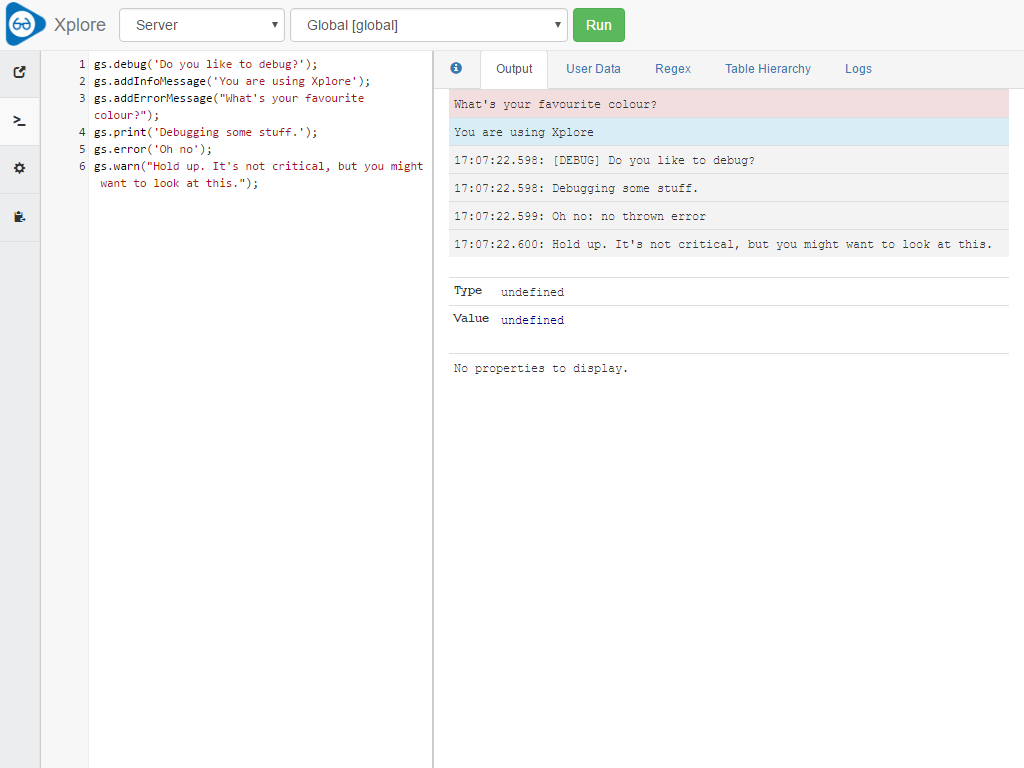 Xplore
Server
Global [global]
Run
1 gs.debug('Do you like to debug?');
2 gs.addInfoMessage('You are using Xplore');
3 gs.addErrorMessage("What's your favourite
colour?");
4 gs.print('Debugging some stuff.');
5 gs.error('Oh no');
6 gs.warn("Hold up. It's not critical, but you might
want to look at this.");
Output
User Data
Regex
Table Hierarchy
Logs
What's your favourite colour?
You are using Xplore
17:07:22.598: [DEBUG] Do you like to debug?
17:07:22.598: Debugging some stuff.
17:07:22.599: Oh no: no thrown error
17:07:22.600: Hold up. It's not critical, but you might want to look at this.
Type undefined
Value undefined
No properties to display.